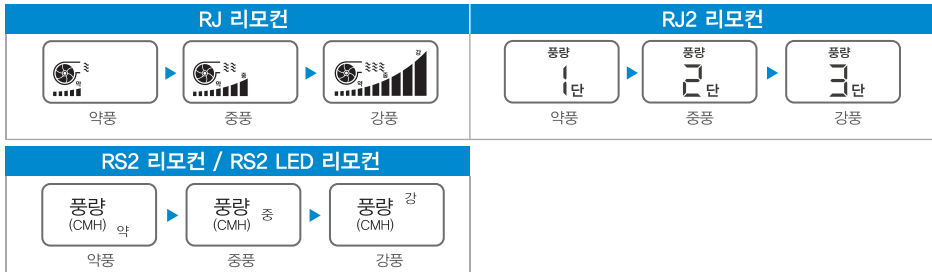 RJ 리모컨
약
약 중
약 중 강
약풍 중풍 강풍
RJ2 리모컨
풍량 풍량 풍량
1단 2단 3단
약풍 중풍 강풍
RS2 리모컨 / RS2 LED 리모컨
풍량 풍량 풍량 강
(CMH) 약 (CMH) 중 (CMH)
약풍 중풍 강풍